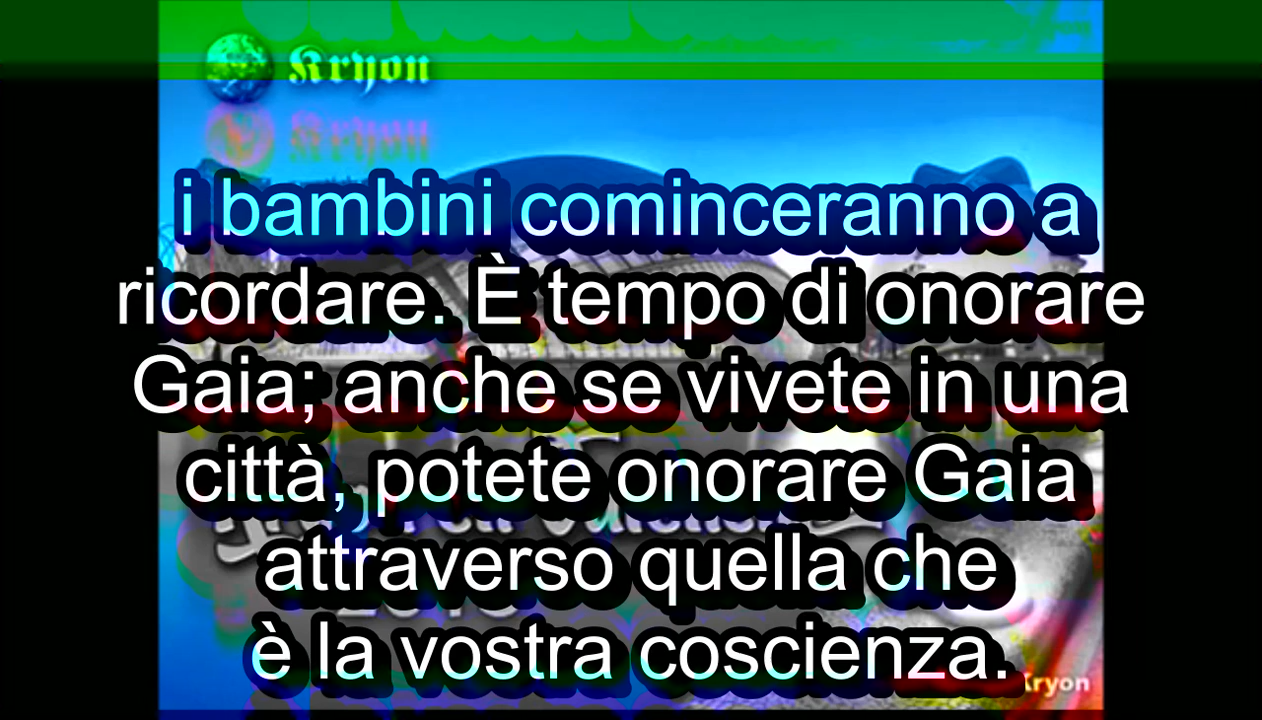 Kryon
Kryon
i bambini cominceranno a
ricordare. È tempo di onorare
Gaia; anche se vivete in una
città, potete onorare Gaia
attraverso quella che
è la vostra coscienza.
Kryon